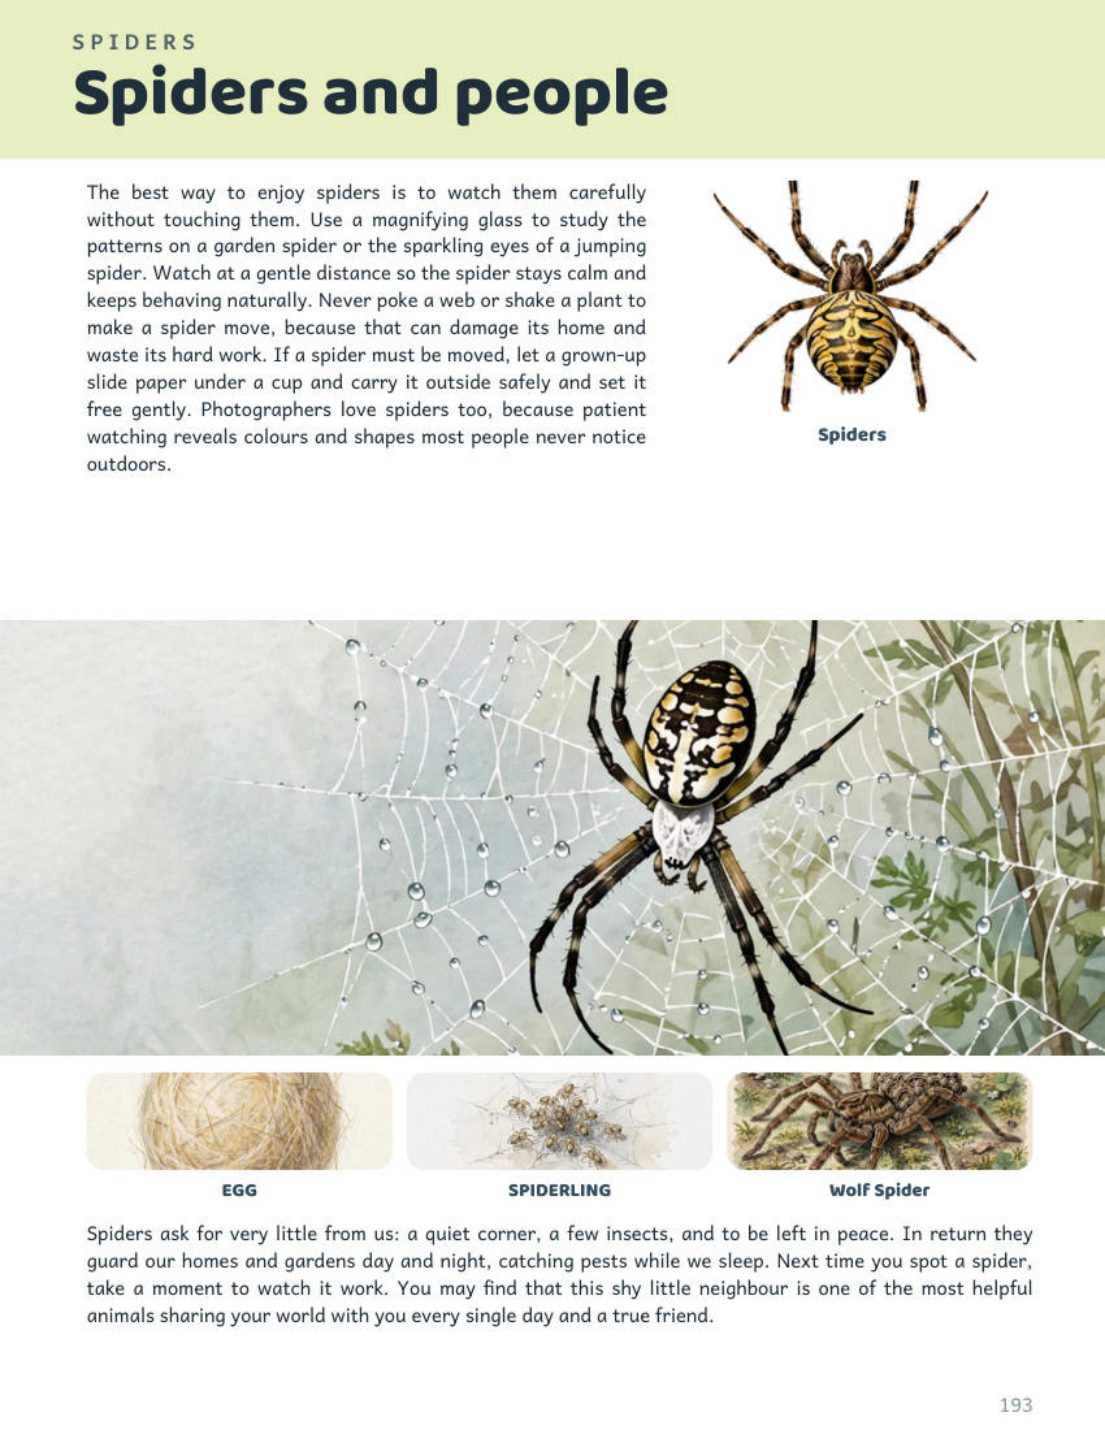 SPIDERS
Spiders and people
The best way to enjoy spiders is to watch them carefully
without touching them. Use a magnifying glass to study the
patterns on a garden spider or the sparkling eyes of a jumping
spider. Watch at a gentle distance so the spider stays calm and
keeps behaving naturally. Never poke a web or shake a plant to
make a spider move, because that can damage its home and
waste its hard work. If a spider must be moved, let a grown-up
slide paper under a cup and carry it outside safely and set it
free gently. Photographers love spiders too, because patient
watching reveals colours and shapes most people never notice
outdoors.
Spiders
EGG
SPIDERLING
Wolf Spider
Spiders ask for very little from us: a quiet corner, a few insects, and to be left in peace. In return they
guard our homes and gardens day and night, catching pests while we sleep. Next time you spot a spider,
take a moment to watch it work. You may find that this shy little neighbour is one of the most helpful
animals sharing your world with you every single day and a true friend.
193